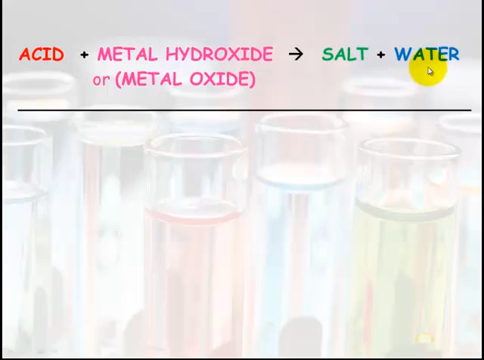 ACID + METAL HYDROXIDE → SALT + WATER
or (METAL OXIDE)